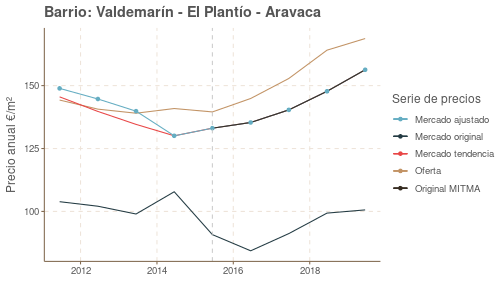 Barrio: Valdemarín - El Plantío - Aravaca
Precio anual €/m²
150
125
100
2012
2014
2016
2018
Serie de precios
Mercado ajustado
Mercado original
Mercado tendencia
Oferta
Original MITMA